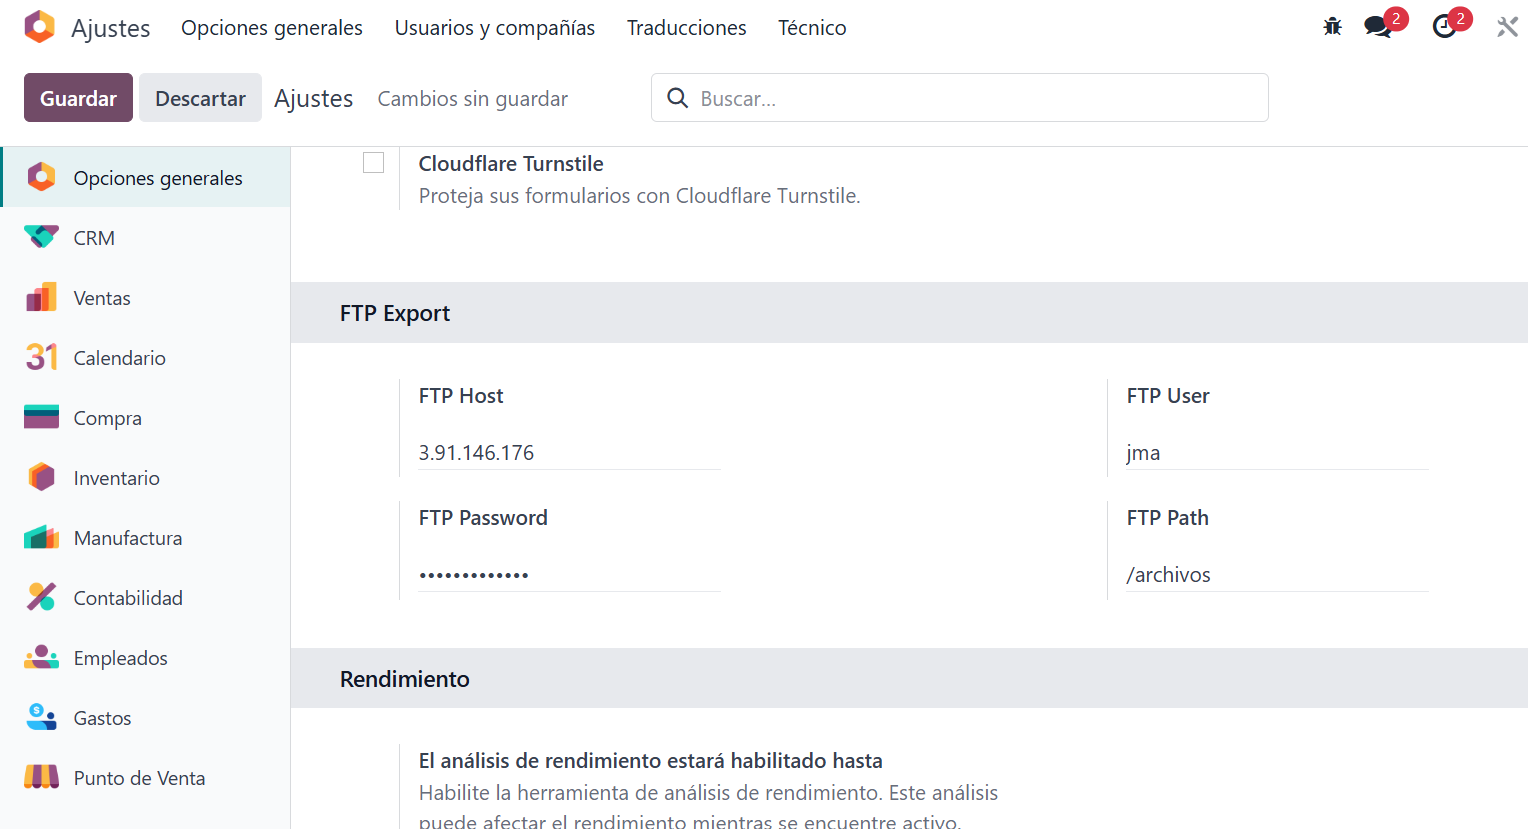 Ajustes Opciones generales Usuarios y compañías Traducciones Técnico 2 2
Guardar Descartar Ajustes Cambios sin guardar Buscar...
Opciones generales
CRM
Ventas
31 Calendario
Compra
Inventario
Manufactura
Contabilidad
Empleados
$ Gastos
Punto de Venta
Cloudflare Turnstile
Proteja sus formularios con Cloudflare Turnstile.
FTP Export
FTP Host
3.91.146.176
FTP User
jma
FTP Password
•••••••••••••
FTP Path
/archivos
Rendimiento
El análisis de rendimiento estará habilitado hasta
Habilite la herramienta de análisis de rendimiento. Este análisis
puede afectar el rendimiento mientras se encuentre activo.